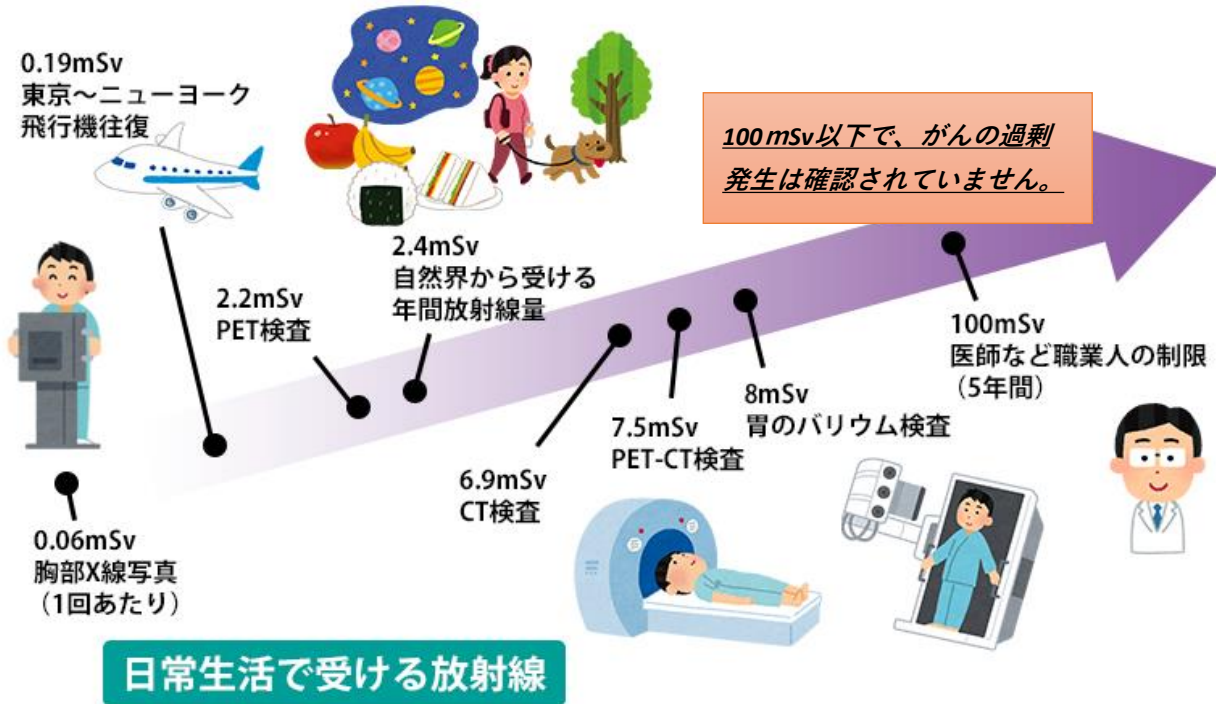 0.19mSv
東京～ニューヨーク
飛行機往復
100mSv以下で、がんの過剰
発生は確認されていません。
2.2mSv
PET検査
2.4mSv
自然界から受ける
年間放射線量
100mSv
医師など職業人の制限
（5年間）
8mSv
胃のバリウム検査
7.5mSv
PET-CT検査
6.9mSv
CT検査
0.06mSv
胸部X線写真
（1回あたり）
日常生活で受ける放射線